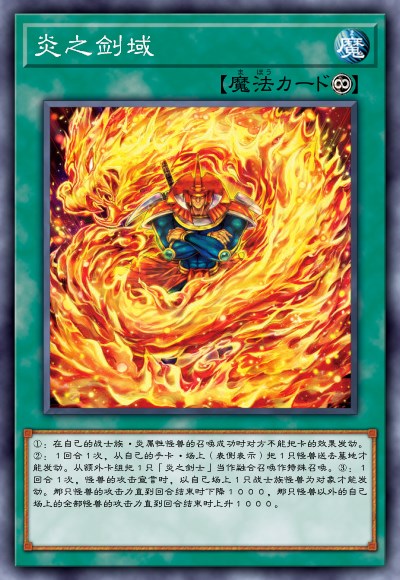 炎之剑域
魔
【魔法カード】
まほう
①：在自己的战士族·炎属性怪兽的召唤成功时对方不能把卡的效果发动。
②：1回合1次，从自己的手卡·场上（表侧表示）把1只怪兽送去墓地才
能发动。从额外卡组把1只「炎之剑士」当作融合召唤作特殊召唤。③：1
回合1次，怪兽的攻击宣言时，以自己场上1只战士族怪兽为对象才能发
动。那只怪兽的攻击力直到回合结束时下降1000，那只怪兽以外的自己
场上的全部怪兽的攻击力直到回合结束时上升1000。